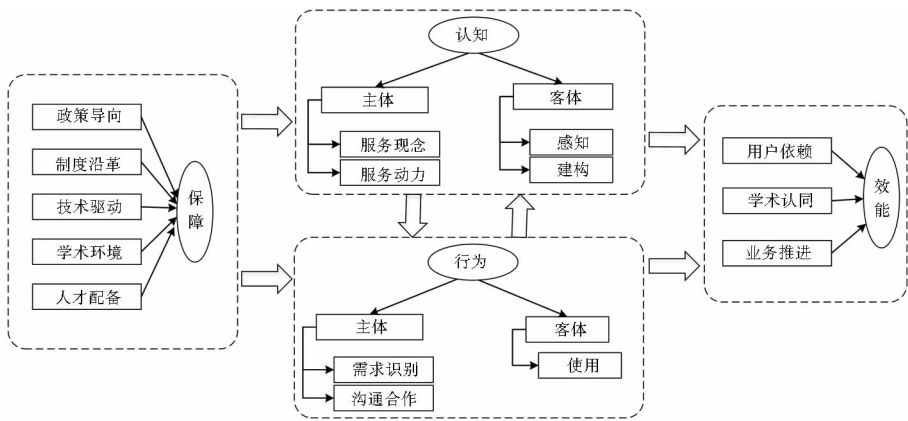 政策导向
制度沿革
技术驱动
学术环境
人才配备
保障
认知
主体
服务现念
服务动力
客体
感知
建构
行为
主体
需求识别
沟通合作
客体
使用
用户依赖
学术认同
业务推进
效能